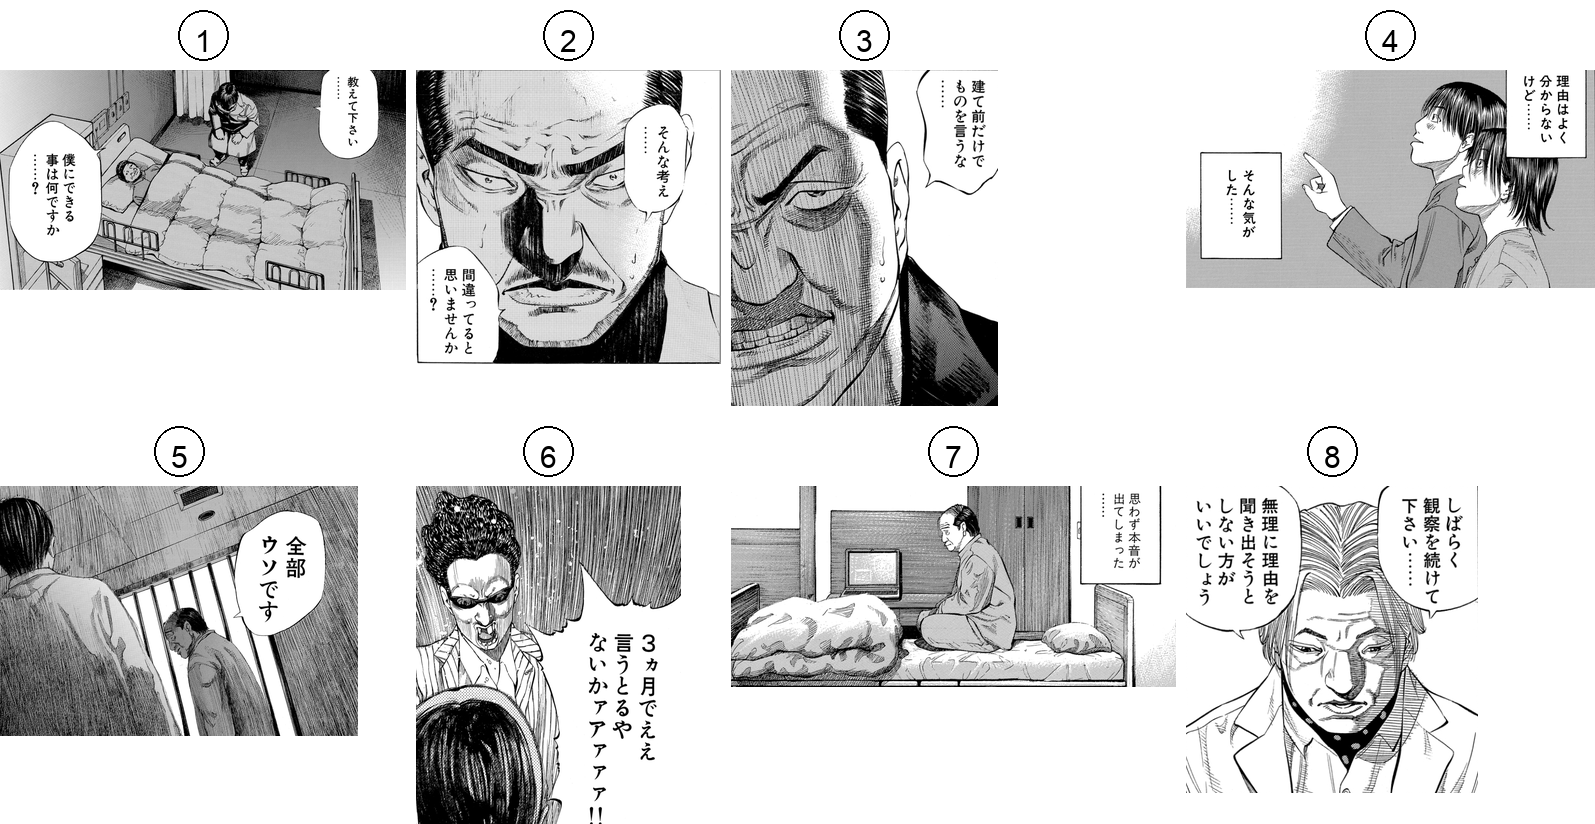 1
教えて下さい
……
僕にできる
事は何ですか
……?
2
そんな考え
……
間違ってると
思いませんか
……?
3
建て前だけで
ものを言うな
……
4
理由はよく
分からない
けど……
そんな気が
した……
5
全部
ウソです
6
3ヵ月でええ
言うとるや
ないかァアァァァ!!
7
思わず本音が
出てしまった
……
8
しばらく
観察を続けて
下さい……
無理に理由を
聞き出そうと
しない方が
いいでしょう